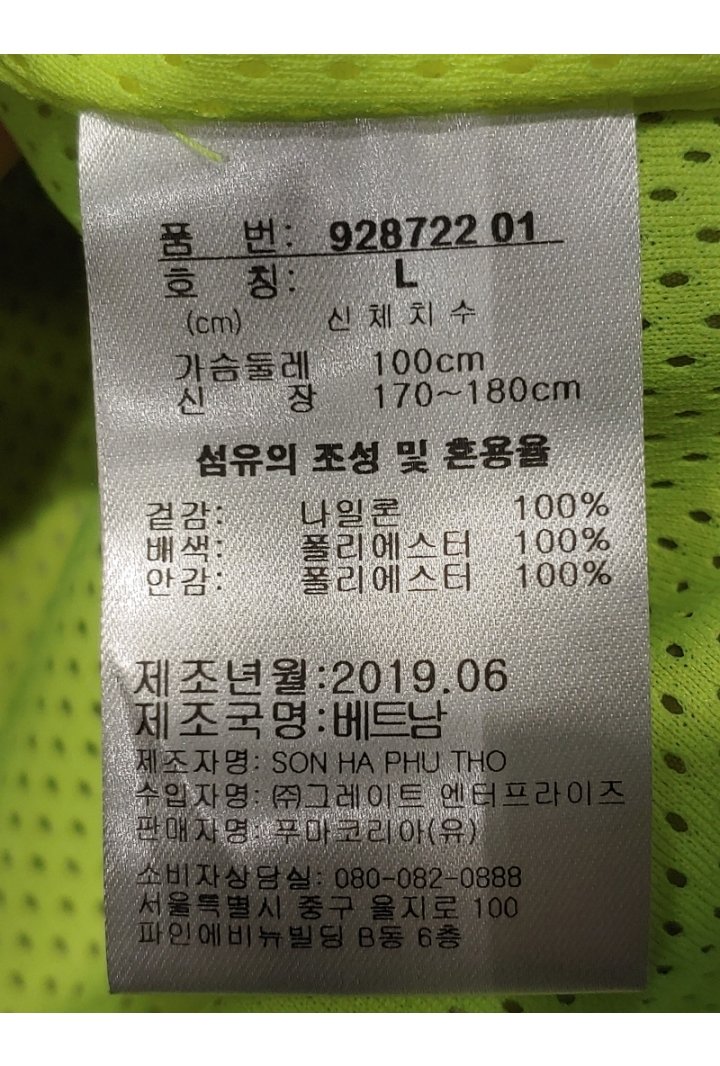 품 번: 928722 01
호 칭: L
(cm) 신체치수
가슴둘레 100cm
신 장 170~180cm
섬유의 조성 및 혼용율
겉감: 나일론 100%
배색: 폴리에스터 100%
안감: 폴리에스터 100%
제조년월:2019.06
제조국명:베트남
제조자명: SON HA PHU THO
수입자명: ㈜그레이트 엔터프라이즈
판매자명: 푸마코리아(유)
소비자상담실: 080-082-0888
서울특별시 중구 을지로 100
파인에비뉴빌딩 B동 6층